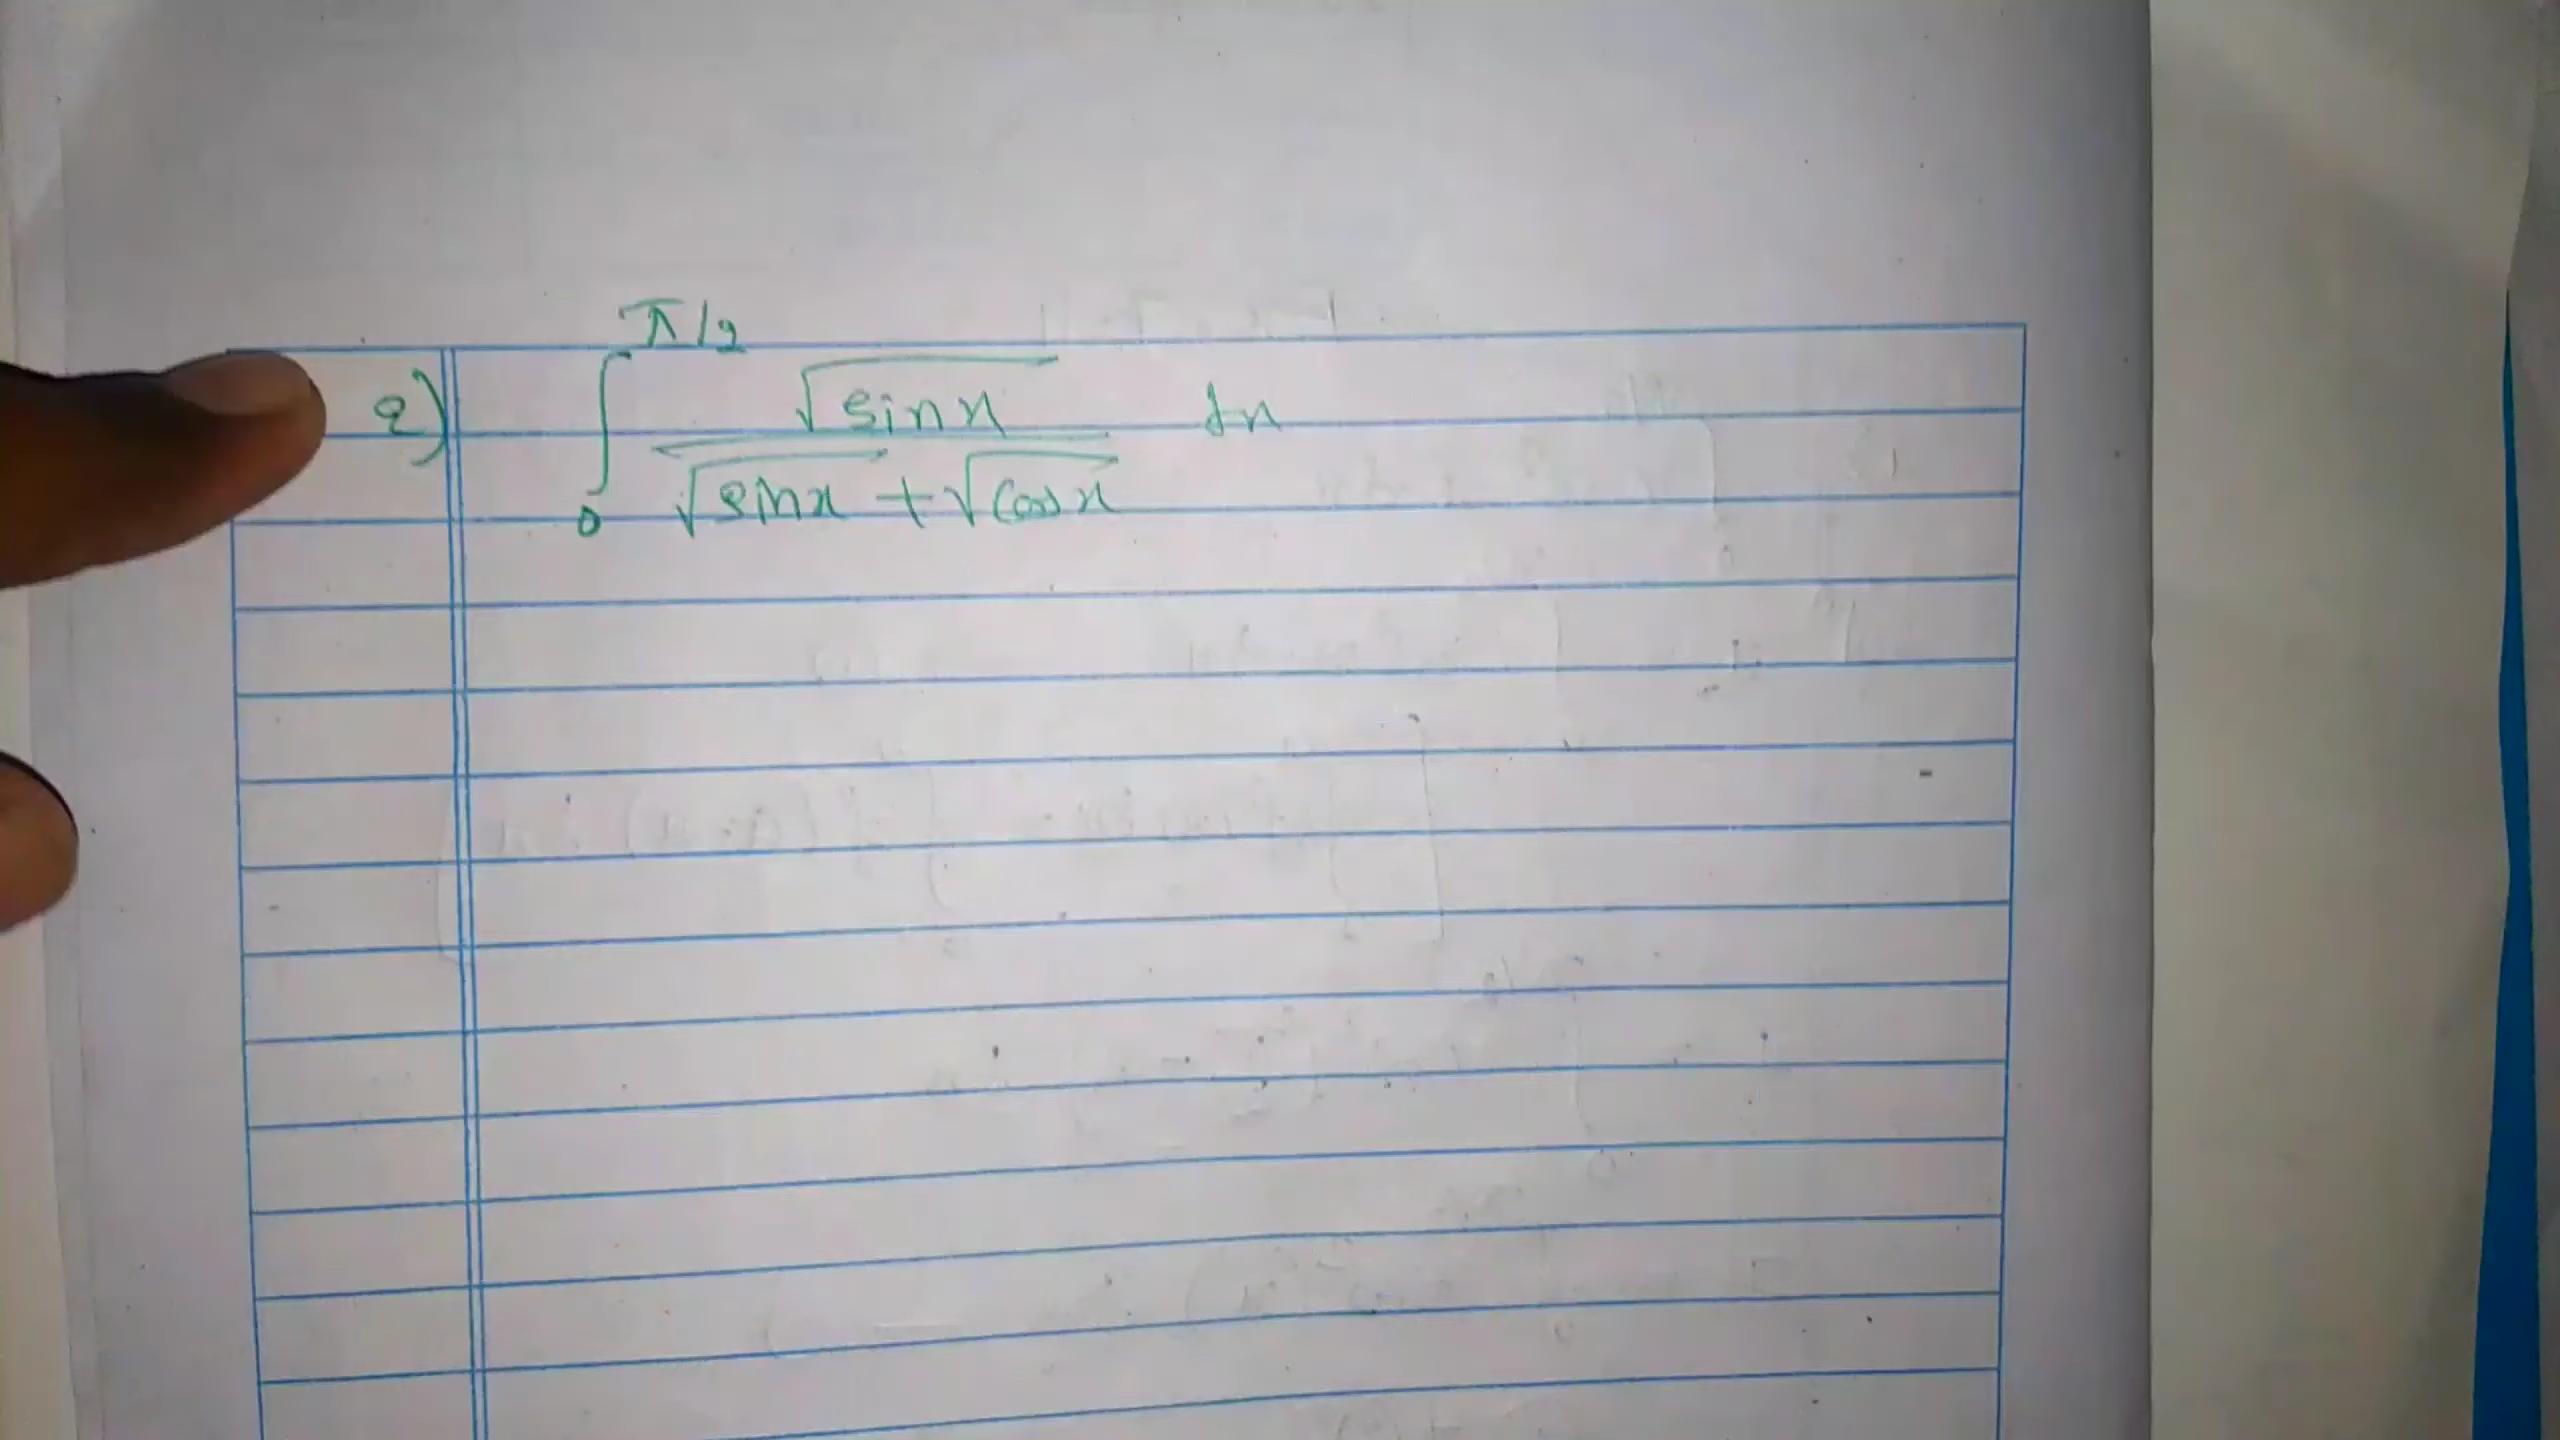 2) ∫₀^{π/2} √(sin x) / (√(sin x) + √(cos x)) dx